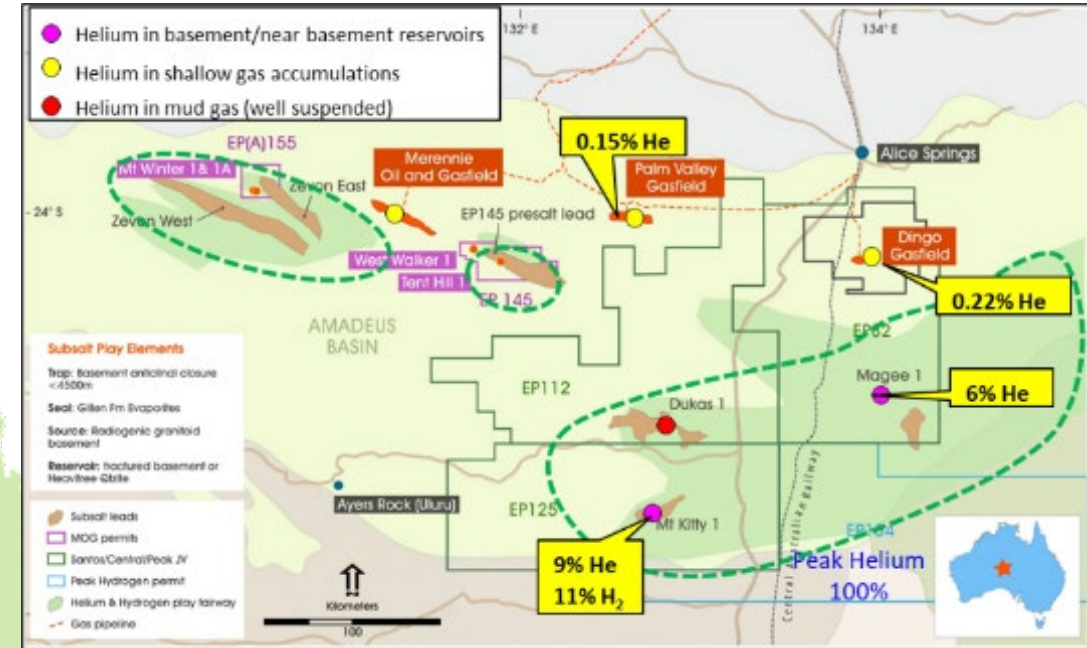 Helium in basement/near basement reservoirs
Helium in shallow gas accumulations
Helium in mud gas (well suspended)
132° E
134° E
EP(A)155
Mt Winter 1 & 1A
Zevon East
Zevon West
24° S
Merennie
Oil and Gasfield
0.15% He
Palm Valley
Gasfield
Alice Springs
EP145 presalt lead
West Walker 1
Tent Hill 1
EP 145
Dingo
Gasfield
0.22% He
EP82
AMADEUS
BASIN
EP112
Magee 1
6% He
Dukas 1
Ayers Rock (Uluru)
EP125
Mt Kitty 1
9% He
11% H₂
Central Australian Railway
EP134
Peak Helium
100%
Kilometers
100
Subsalt Play Elements
Trap: Basement anticlinal closure
<4500m
Seal: Gillen Fm Evaporites
Source: Radiogenic granitoid
basement
Reservoir: fractured basement or
Heavitree Qtzite
Subsalt leads
MOG permits
Santos/Central/Peak JV
Peak Hydrogen permit
Helium & Hydrogen play fairway
Gas pipeline